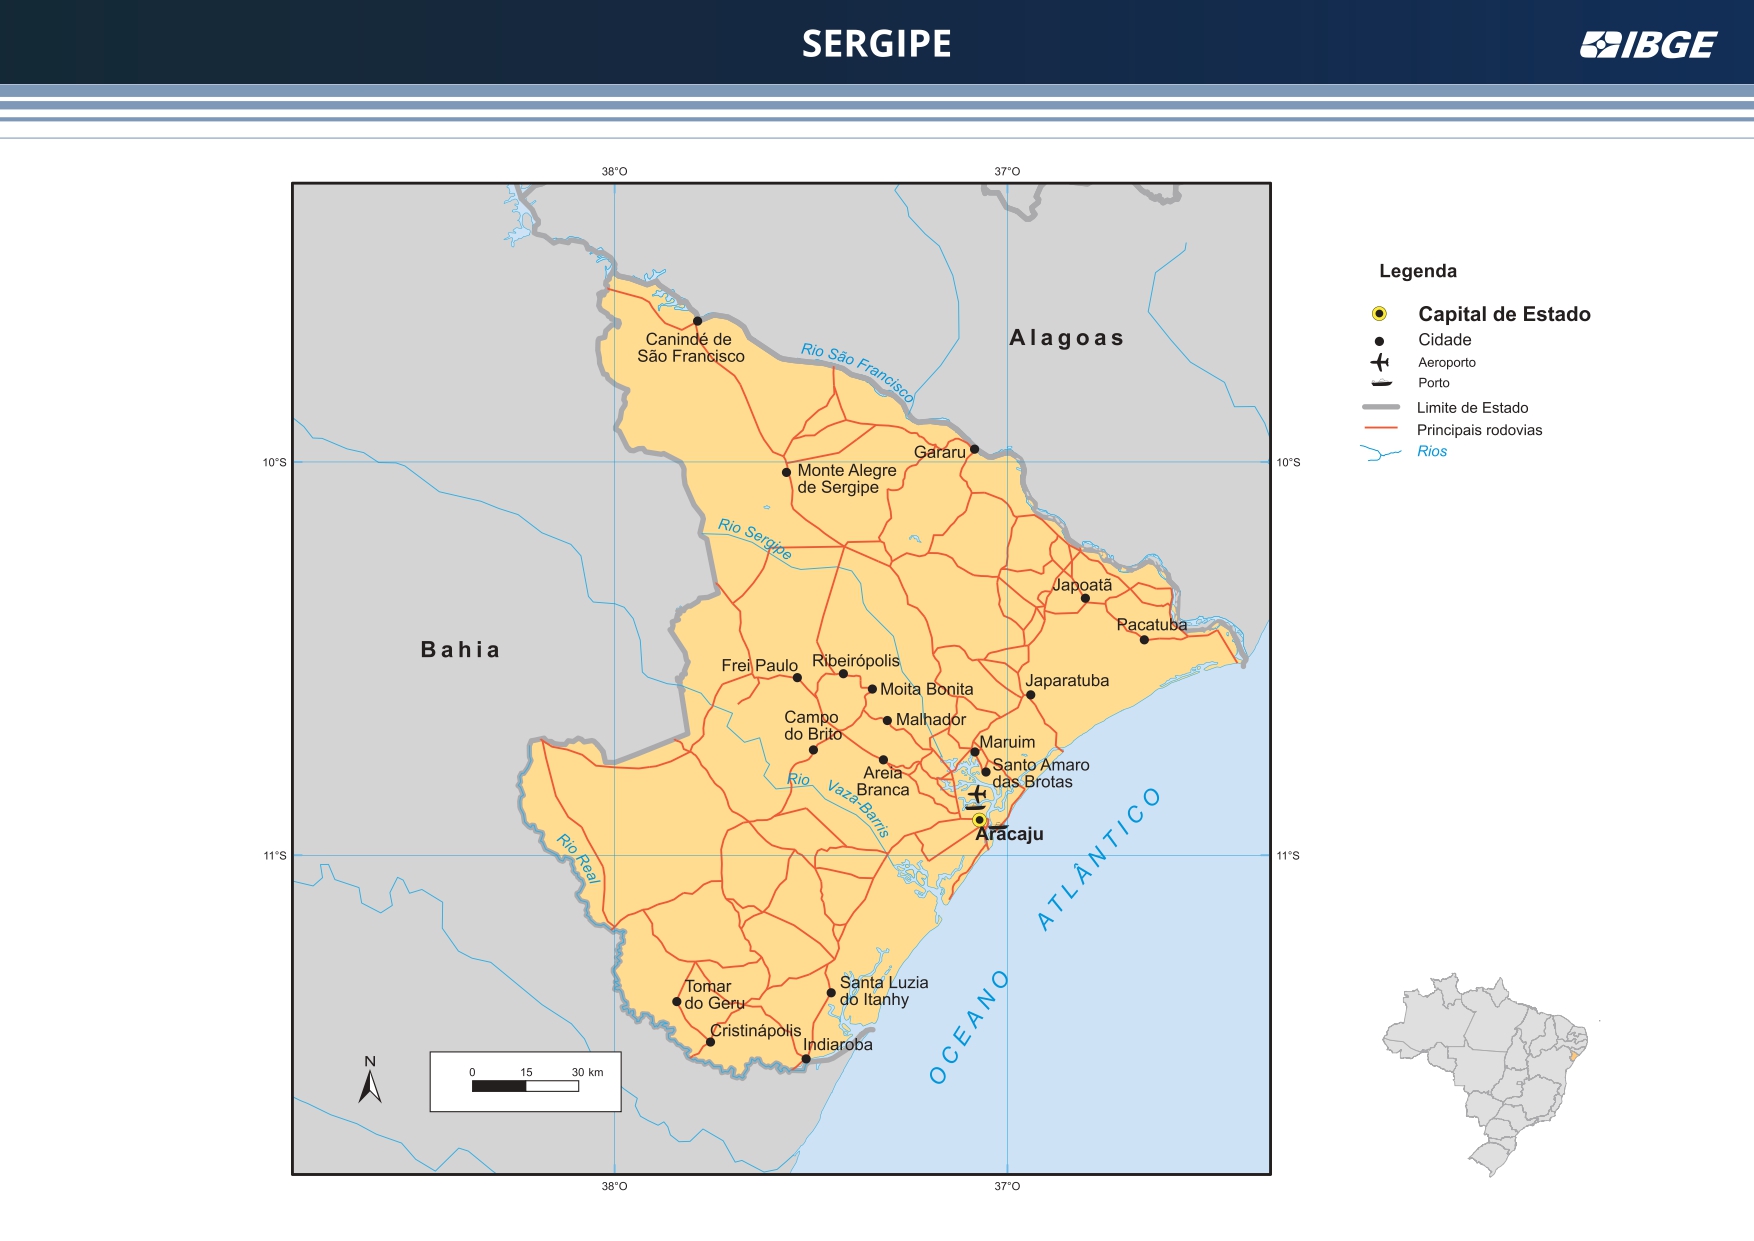 SERGIPE
IBGE
38°O
37°O
Legenda
Capital de Estado
Cidade
Aeroporto
Porto
Limite de Estado
Principais rodovias
Rios
Alagoas
Canindé de
São Francisco
Rio São Francisco
Gararu
10°S
10°S
Monte Alegre
de Sergipe
Rio Sergipe
Japoatã
Pacatuba
Bahia
Frei Paulo
Ribeirópolis
Moita Bonita
Japaratuba
Campo
do Brito
Malhador
Maruim
Santo Amaro
das Brotas
Areia
Branca
Rio
Vaza-Barris
Aracaju
Rio Real
11°S
11°S
OCEANO
ATLÂNTICO
Santa Luzia
do Itanhy
Tomar
do Geru
Cristinápolis
Indiaroba
N
0 15 30 km
38°O
37°O